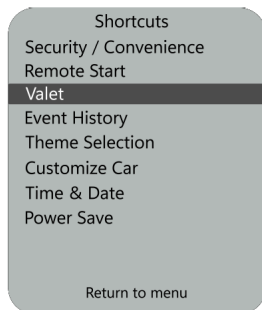 Shortcuts
Security / Convenience
Remote Start
Valet
Event History
Theme Selection
Customize Car
Time & Date
Power Save
Return to menu